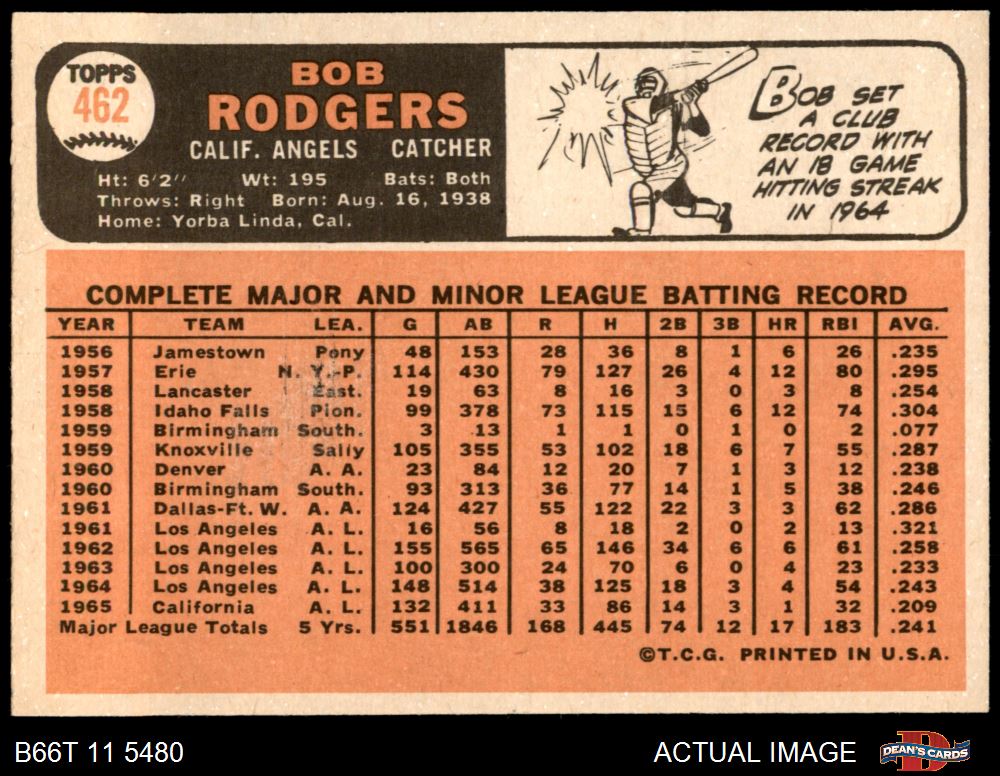 TOPPS
462
BOB
RODGERS
CALIF. ANGELS CATCHER
Ht: 6'2" Wt: 195 Bats: Both
Throws: Right Born: Aug. 16, 1938
Home: Yorba Linda, Cal.
BOB SET
A CLUB
RECORD WITH
AN 18 GAME
HITTING STREAK
IN 1964
COMPLETE MAJOR AND MINOR LEAGUE BATTING RECORD
YEAR TEAM LEA. G AB R H 2B 3B HR RBI AVG.
1956 Jamestown Pony 48 153 28 36 8 1 6 26 .235
1957 Erie N. Y.-P. 114 430 79 127 26 4 12 80 .295
1958 Lancaster East. 19 63 8 16 3 0 3 8 .254
1958 Idaho Falls Pion. 99 378 73 115 15 6 12 74 .304
1959 Birmingham South. 3 13 1 1 0 1 0 2 .077
1959 Knoxville Sally 105 355 53 102 18 6 7 55 .287
1960 Denver A. A. 23 84 12 20 7 1 3 12 .238
1960 Birmingham South. 93 313 36 77 14 1 5 38 .246
1961 Dallas-Ft. W. A. A. 124 427 55 122 22 3 3 62 .286
1961 Los Angeles A. L. 16 56 8 18 2 0 2 13 .321
1962 Los Angeles A. L. 155 565 65 146 34 6 6 61 .258
1963 Los Angeles A. L. 100 300 24 70 6 0 4 23 .233
1964 Los Angeles A. L. 148 514 38 125 18 3 4 54 .243
1965 California A. L. 132 411 33 86 14 3 1 32 .209
Major League Totals 5 Yrs. 551 1846 168 445 74 12 17 183 .241
©T.C.G. PRINTED IN U.S.A.
B66T 11 5480
ACTUAL IMAGE
DEAN'S CARDS